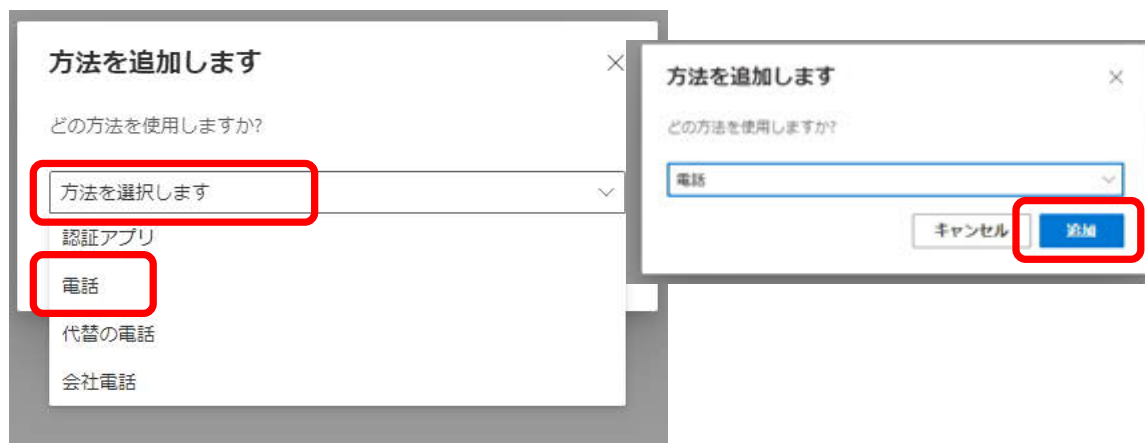 方法を追加します
どの方法を使用しますか?
方法を選択します
認証アプリ
電話
代替の電話
会社電話
方法を追加します
どの方法を使用しますか?
電話
キャンセル
追加